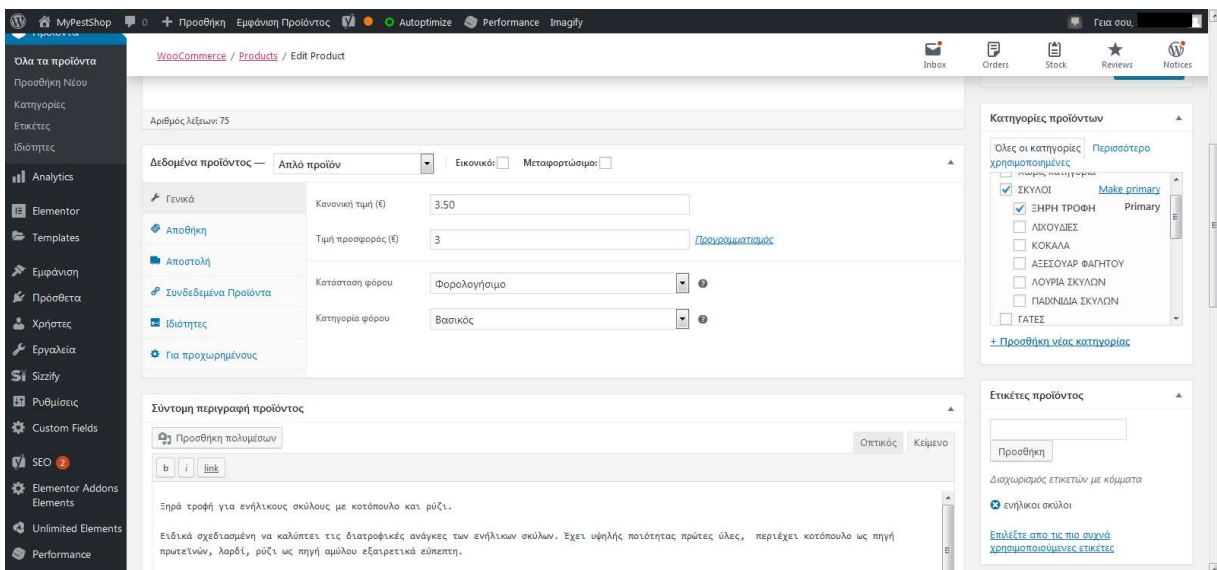 MyPestShop 0 + Προσθήκη Εμφάνιση Προϊόντος Autoptimize Performance Imagify Γεια σου,
Προϊόντα
Όλα τα προϊόντα
Προσθήκη Νέου
Κατηγορίες
Ετικέτες
Ιδιότητες
Analytics
Elementor
Templates
Εμφάνιση
Πρόσθετα
Χρήστες
Εργαλεία
Sizzify
Ρυθμίσεις
Custom Fields
SEO 2
Elementor Addons
Elements
Unlimited Elements
Performance
WooCommerce / Products / Edit Product
Inbox Orders Stock Reviews Notices
Αριθμός λέξεων: 75
Δεδομένα προϊόντος — Απλό προϊόν Εικονικό: Μεταφορτώσιμο:
Γενικά
Αποθήκη
Αποστολή
Συνδεδεμένα Προϊόντα
Ιδιότητες
Για προχωρημένους
Κανονική τιμή (€) 3,50
Τιμή προσφοράς (€) 3 Προγραμματισμός
Κατάσταση φόρου Φορολογήσιμο
Κατηγορία φόρου Βασικός
Σύντομη περιγραφή προϊόντος
Προσθήκη πολυμέσων
Οπτικός Κείμενο
b i link
Ξηρά τροφή για ενήλικους σκύλους με κοτόπουλο και ρύζι.
Ειδικά σχεδιασμένη να καλύπτει τις διατροφικές ανάγκες των ενήλικων σκύλων. Έχει υψηλής ποιότητας πρώτες ύλες, περιέχει κοτόπουλο ως πηγή
πρωτεϊνών, λαρδί, ρύζι ως πηγή αμύλου εξαιρετικά εύπεπτη.
Κατηγορίες προϊόντων
Όλες οι κατηγορίες Περισσότερο
χρησιμοποιημένες
Χωρίς κατηγορία
ΣΚΥΛΟΙ Make primary
ΞΗΡΗ ΤΡΟΦΗ Primary
ΛΙΧΟΥΔΙΕΣ
ΚΟΚΑΛΑ
ΑΞΕΣΟΥΑΡ ΦΑΓΗΤΟΥ
ΛΟΥΡΙΑ ΣΚΥΛΩΝ
ΠΑΙΧΝΙΔΙΑ ΣΚΥΛΩΝ
ΓΑΤΕΣ
+ Προσθήκη νέας κατηγορίας
Ετικέτες προϊόντος
Προσθήκη
Διαχωρισμός ετικετών με κόμματα
ενήλικοι σκύλοι
Επιλέξτε απο τις πιο συχνά
χρησιμοποιούμενες ετικέτες